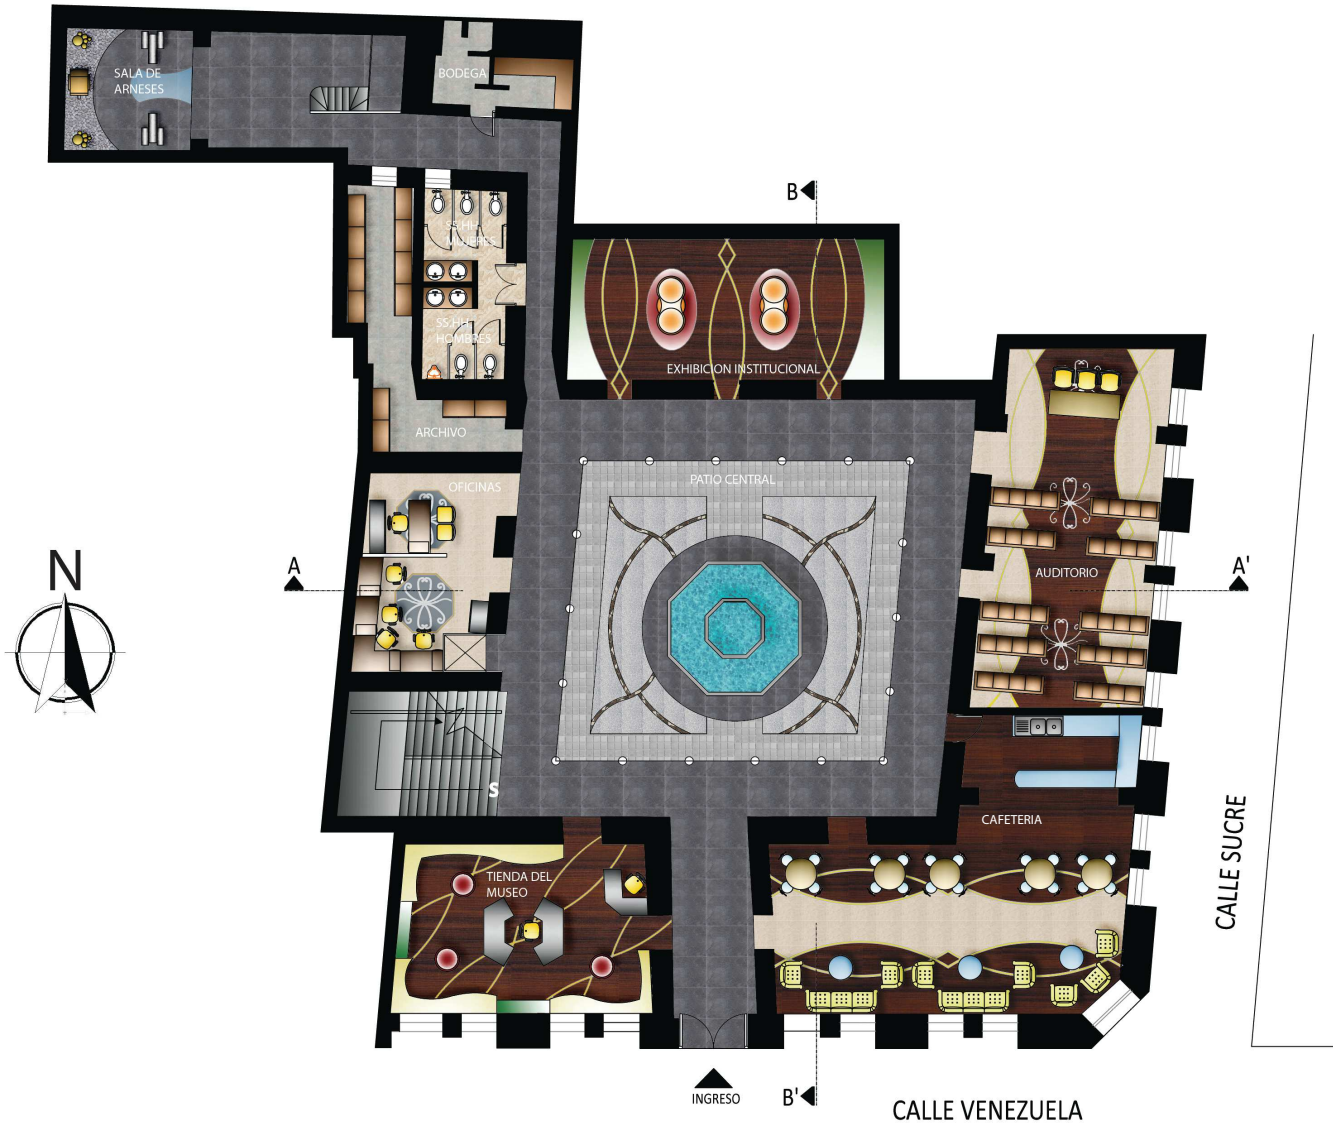 SALA DE
ARNESES
BODEGA
B
SS.HH.
MUJERES
SS.HH.
HOMBRES
EXHIBICION INSTITUCIONAL
ARCHIVO
OFICINAS
PATIO CENTRAL
N
A
AUDITORIO
A'
S
CAFETERIA
TIENDA DEL
MUSEO
CALLE SUCRE
INGRESO
B'
CALLE VENEZUELA